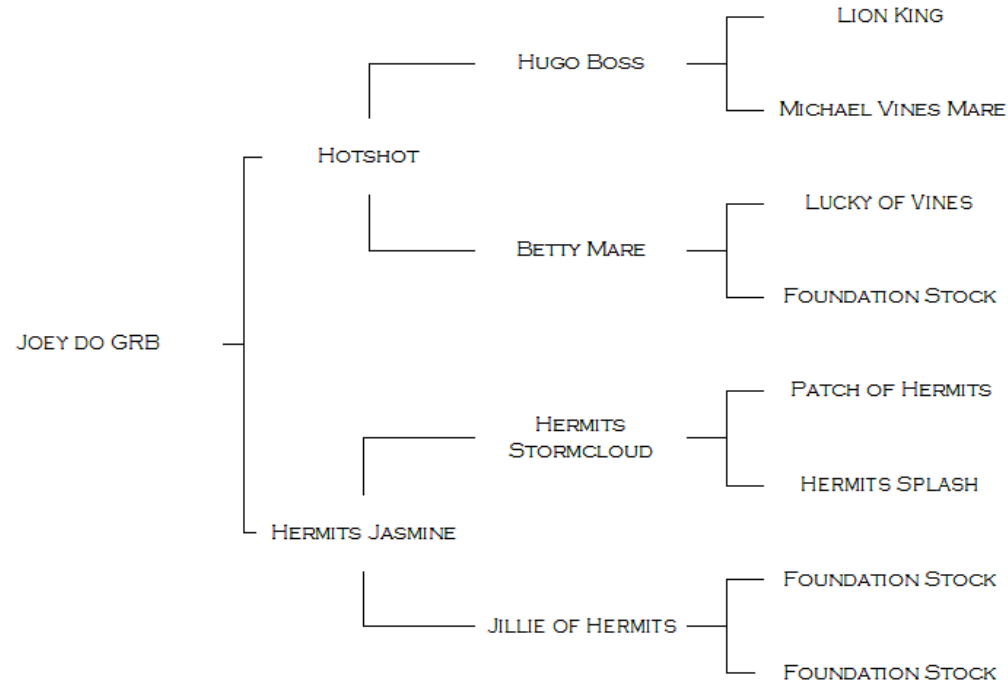 Lion King
Hugo Boss
Michael Vines Mare
Hotshot
Lucky of Vines
Betty Mare
Foundation Stock
Joey do GRB
Patch of Hermits
Hermits
Stormcloud
Hermits Splash
Hermits Jasmine
Foundation Stock
Jillie of Hermits
Foundation Stock